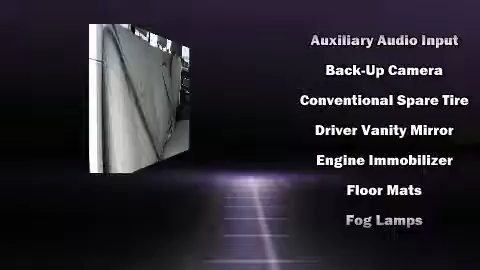 Auxiliary Audio Input
Back-Up Camera
Conventional Spare Tire
Driver Vanity Mirror
Engine Immobilizer
Floor Mats
Fog Lamps